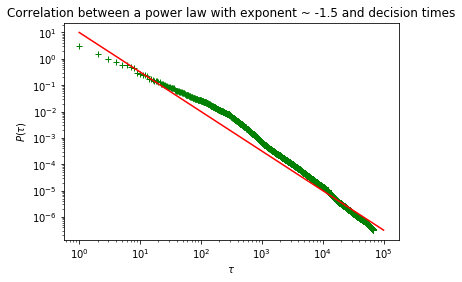 Correlation between a power law with exponent ~ -1.5 and decision times
10¹
10⁰
10⁻¹
10⁻²
10⁻³
10⁻⁴
10⁻⁵
10⁻⁶
P(τ)
10⁰ 10¹ 10² 10³ 10⁴ 10⁵
τ